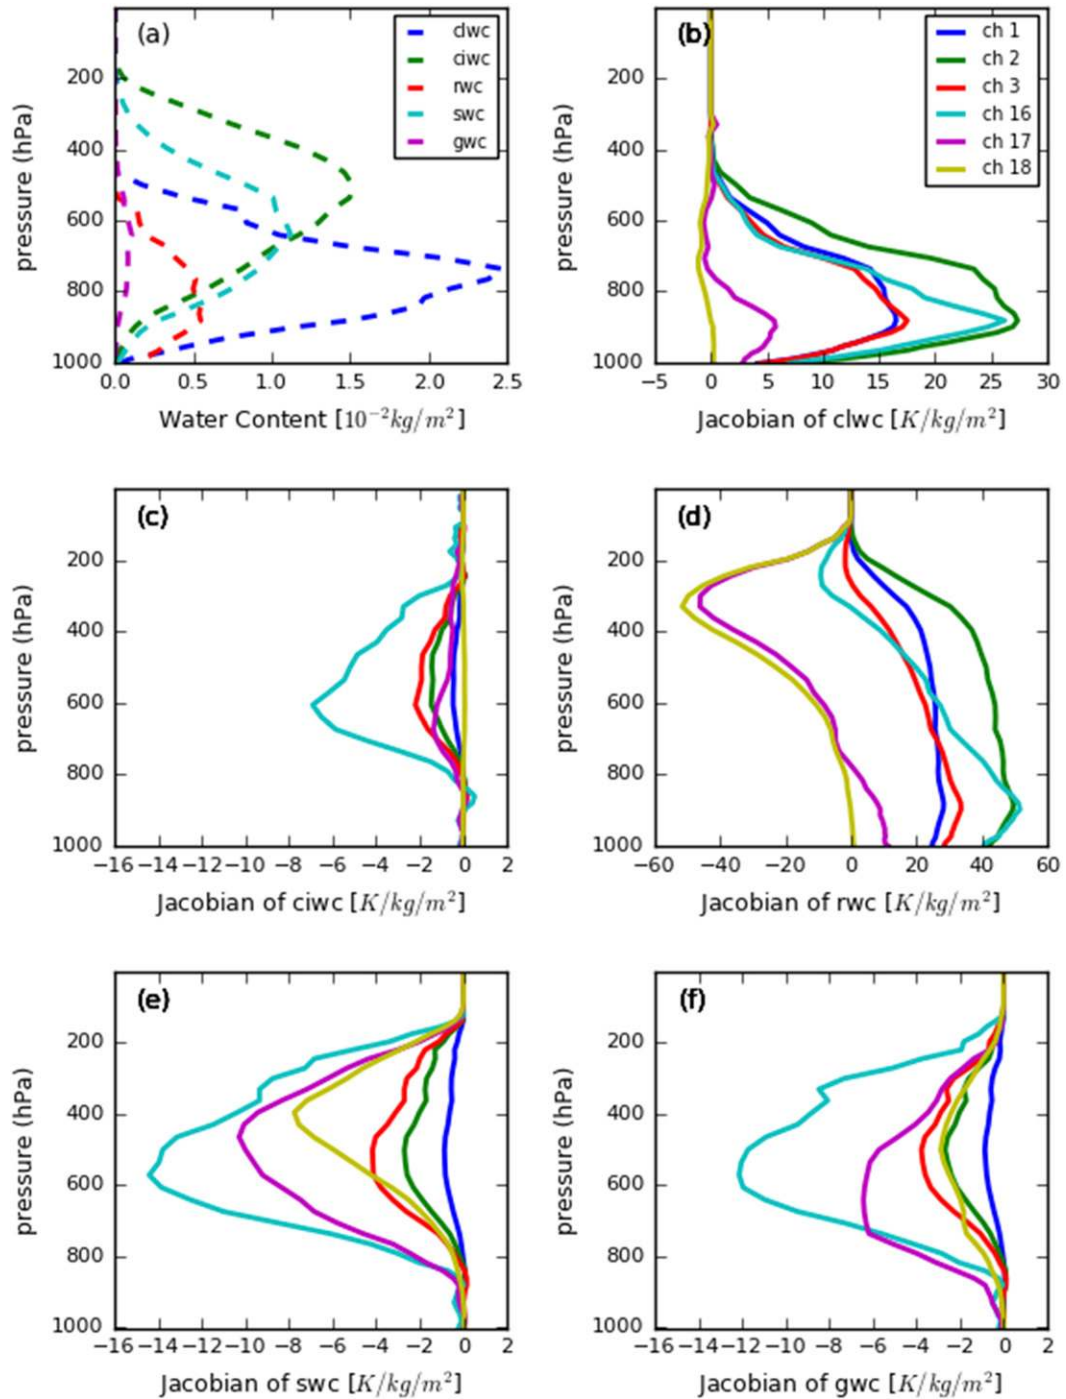 (a)
clwc
ciwc
rwc
swc
gwc
200
400
600
800
1000
pressure (hPa)
0.0 0.5 1.0 1.5 2.0 2.5
Water Content [10⁻²kg/m²]
(b)
ch 1
ch 2
ch 3
ch 16
ch 17
ch 18
200
400
600
800
1000
pressure (hPa)
−5 0 5 10 15 20 25 30
Jacobian of clwc [K/kg/m²]
(c)
200
400
600
800
1000
pressure (hPa)
−16 −14 −12 −10 −8 −6 −4 −2 0 2
Jacobian of ciwc [K/kg/m²]
(d)
200
400
600
800
1000
pressure (hPa)
−60 −40 −20 0 20 40 60
Jacobian of rwc [K/kg/m²]
(e)
200
400
600
800
1000
pressure (hPa)
−16 −14 −12 −10 −8 −6 −4 −2 0 2
Jacobian of swc [K/kg/m²]
(f)
200
400
600
800
1000
pressure (hPa)
−16 −14 −12 −10 −8 −6 −4 −2 0 2
Jacobian of gwc [K/kg/m²]